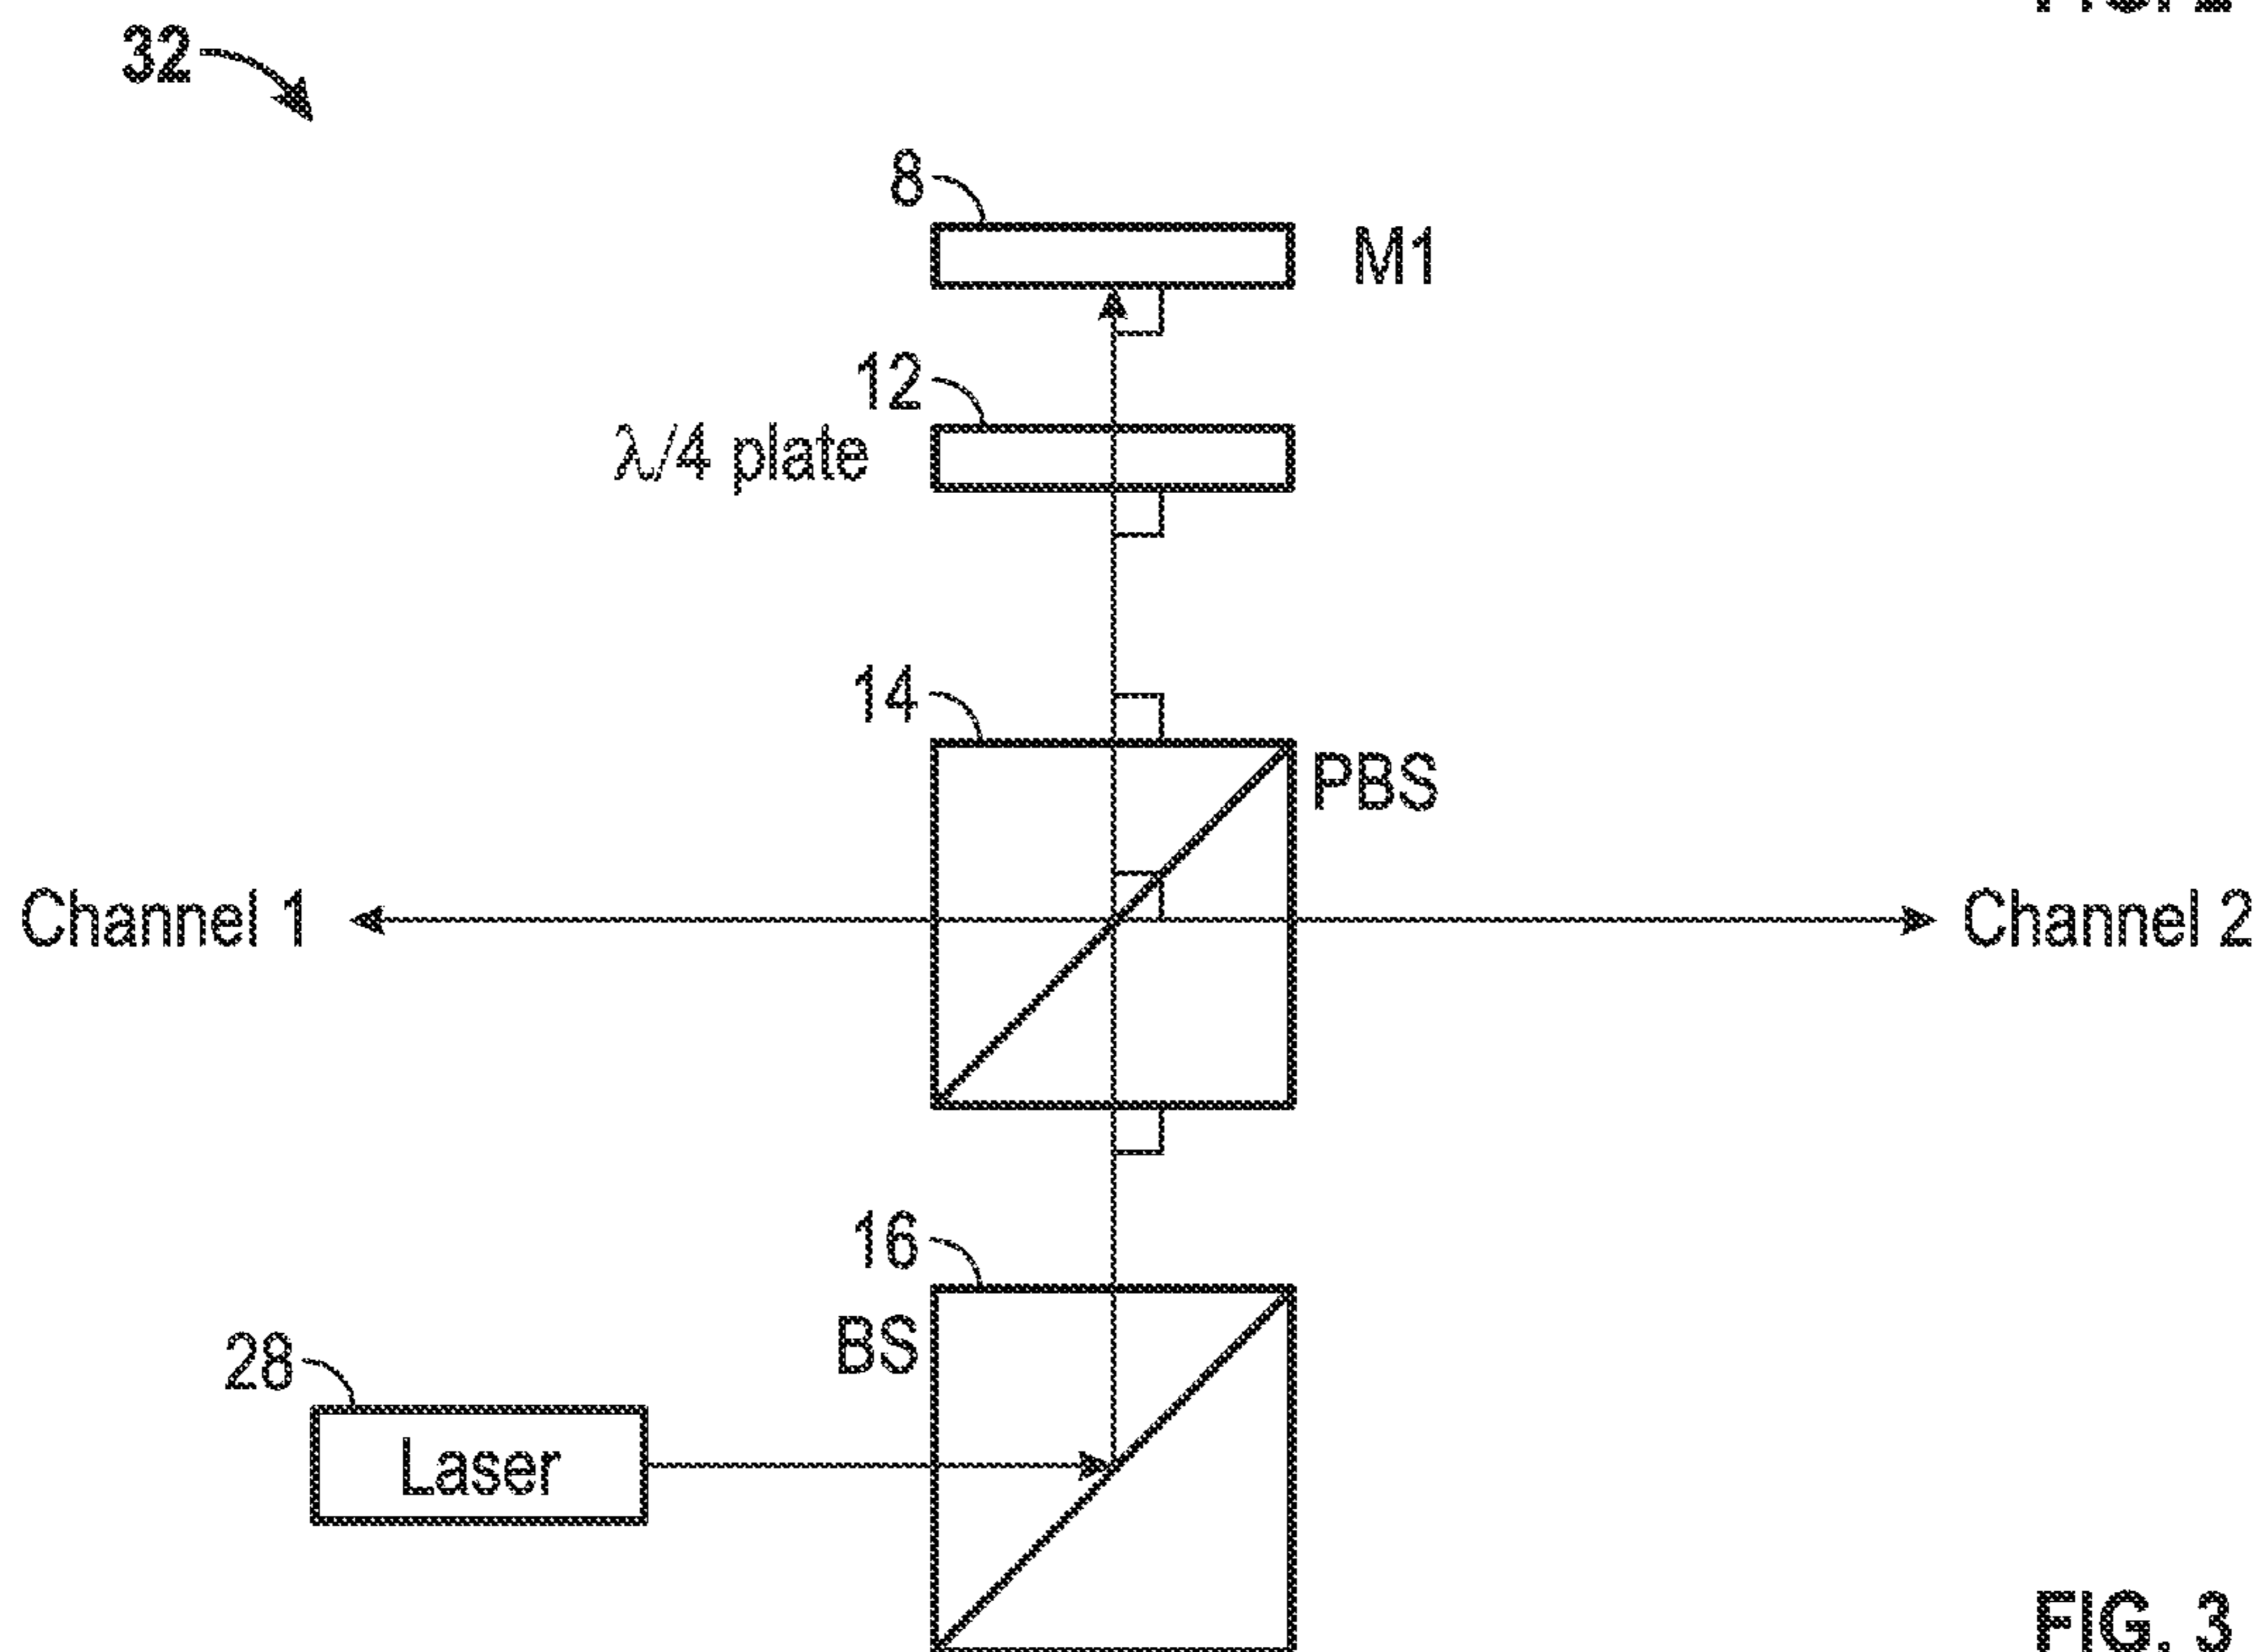 32
8
M1
12
λ/4 plate
14
PBS
Channel 1
Channel 2
16
BS
28
Laser
FIG. 3